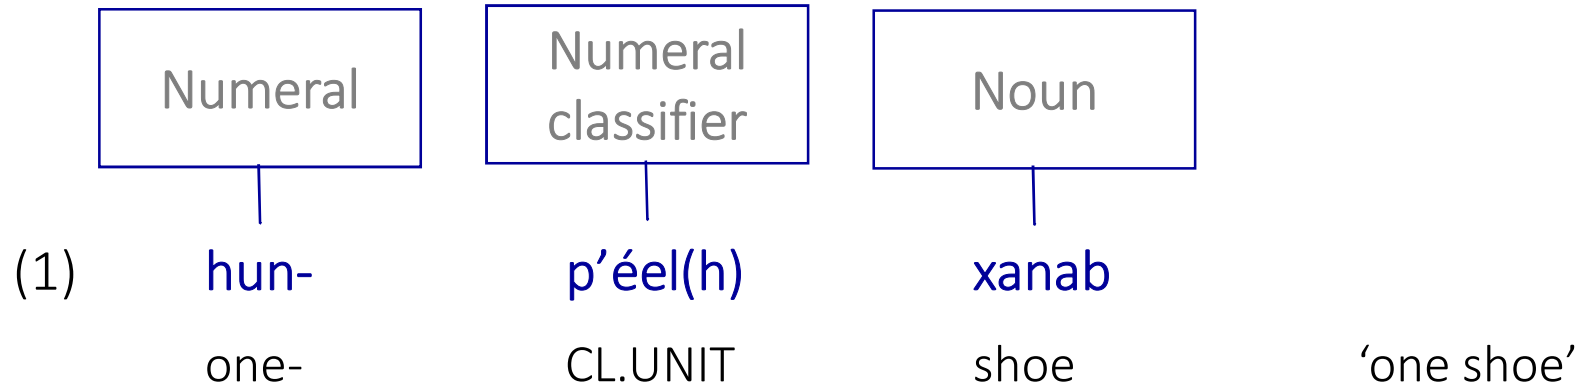 Numeral Numeral classifier Noun
(1) hun- p’éel(h) xanab
one- CL.UNIT shoe ‘one shoe’